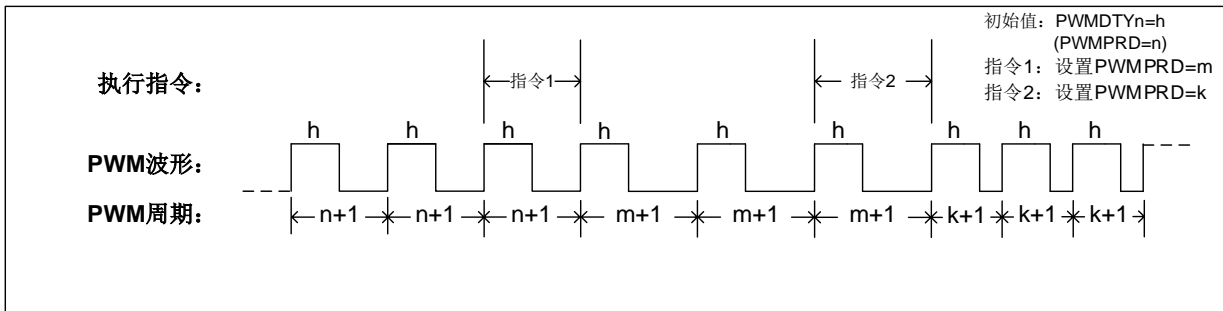 初始值：PWMDTYn=h
(PWMPRD=n)
指令1：设置PWMPRD=m
指令2：设置PWMPRD=k
执行指令： 指令1 指令2
h h h h h h h h h
PWM波形：
PWM周期： n+1 n+1 n+1 m+1 m+1 m+1 k+1 k+1 k+1